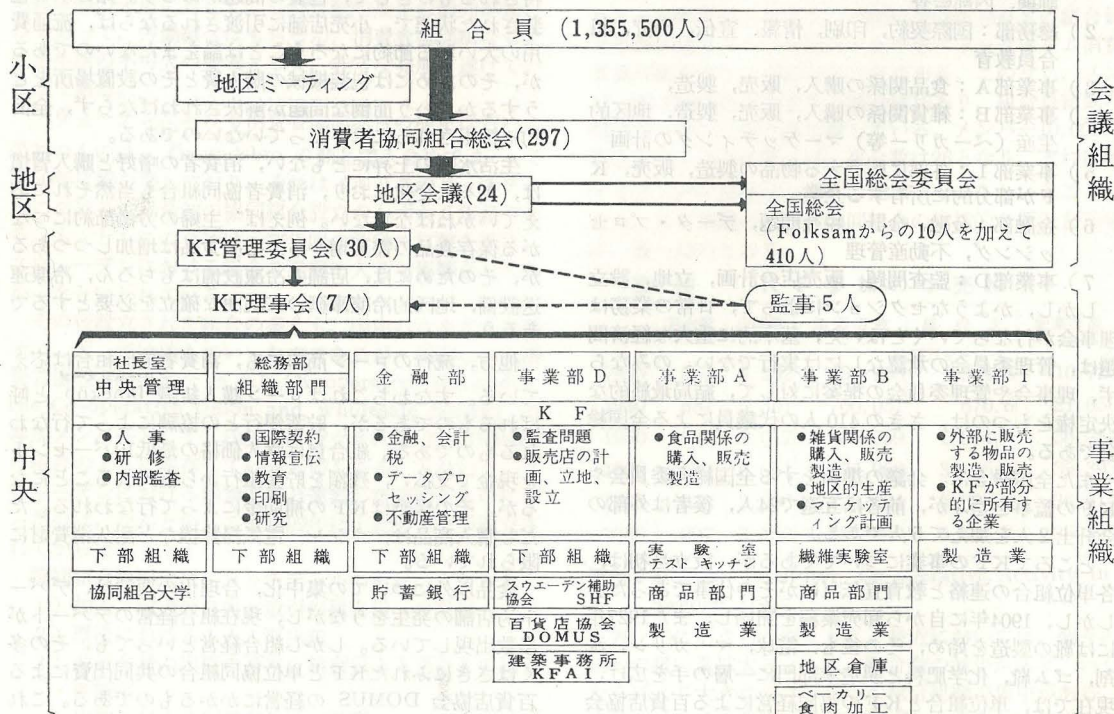 組合員 (1,355,500人)
小区
地区ミーティング
消費者協同組合総会(297)
会議組織
地区
地区会議(24)
全国総会委員会
全国総会
(Folksamからの10人を加えて
410人)
KF管理委員会(30人)
KF理事会(7人)
監事 5 人
中央
事業組織
社長室
中央管理
総務部
組織部門
金融部
事業部D
事業部A
事業部B
事業部I
KF
●人事
●研修
●内部監査
●国際契約
●情報宣伝
●教育
●印刷
●研究
●金融、会計
税
●データプロ
セッシング
●不動産管理
●監査問題
●販売店の計
画、立地、
設立
●食品関係の
購入、販売
製造
●雑貨関係の
購入、販売
製造
●地区的生産
●マーケッテ
ィング計画
●外部に販売
する物品の
製造、販売
●KFが部分
的に所有す
る企業
下部組織
下部組織
下部組織
下部組織
実験室
テストキッチン
繊維実験室
製造業
協同組合大学
貯蓄銀行
スウエーデン補助
協会 SHF
商品部門
商品部門
百貨店協会
DOMUS
製造業
製造業
建築事務所
KFAI
地区倉庫
ベーカリー
食肉加工